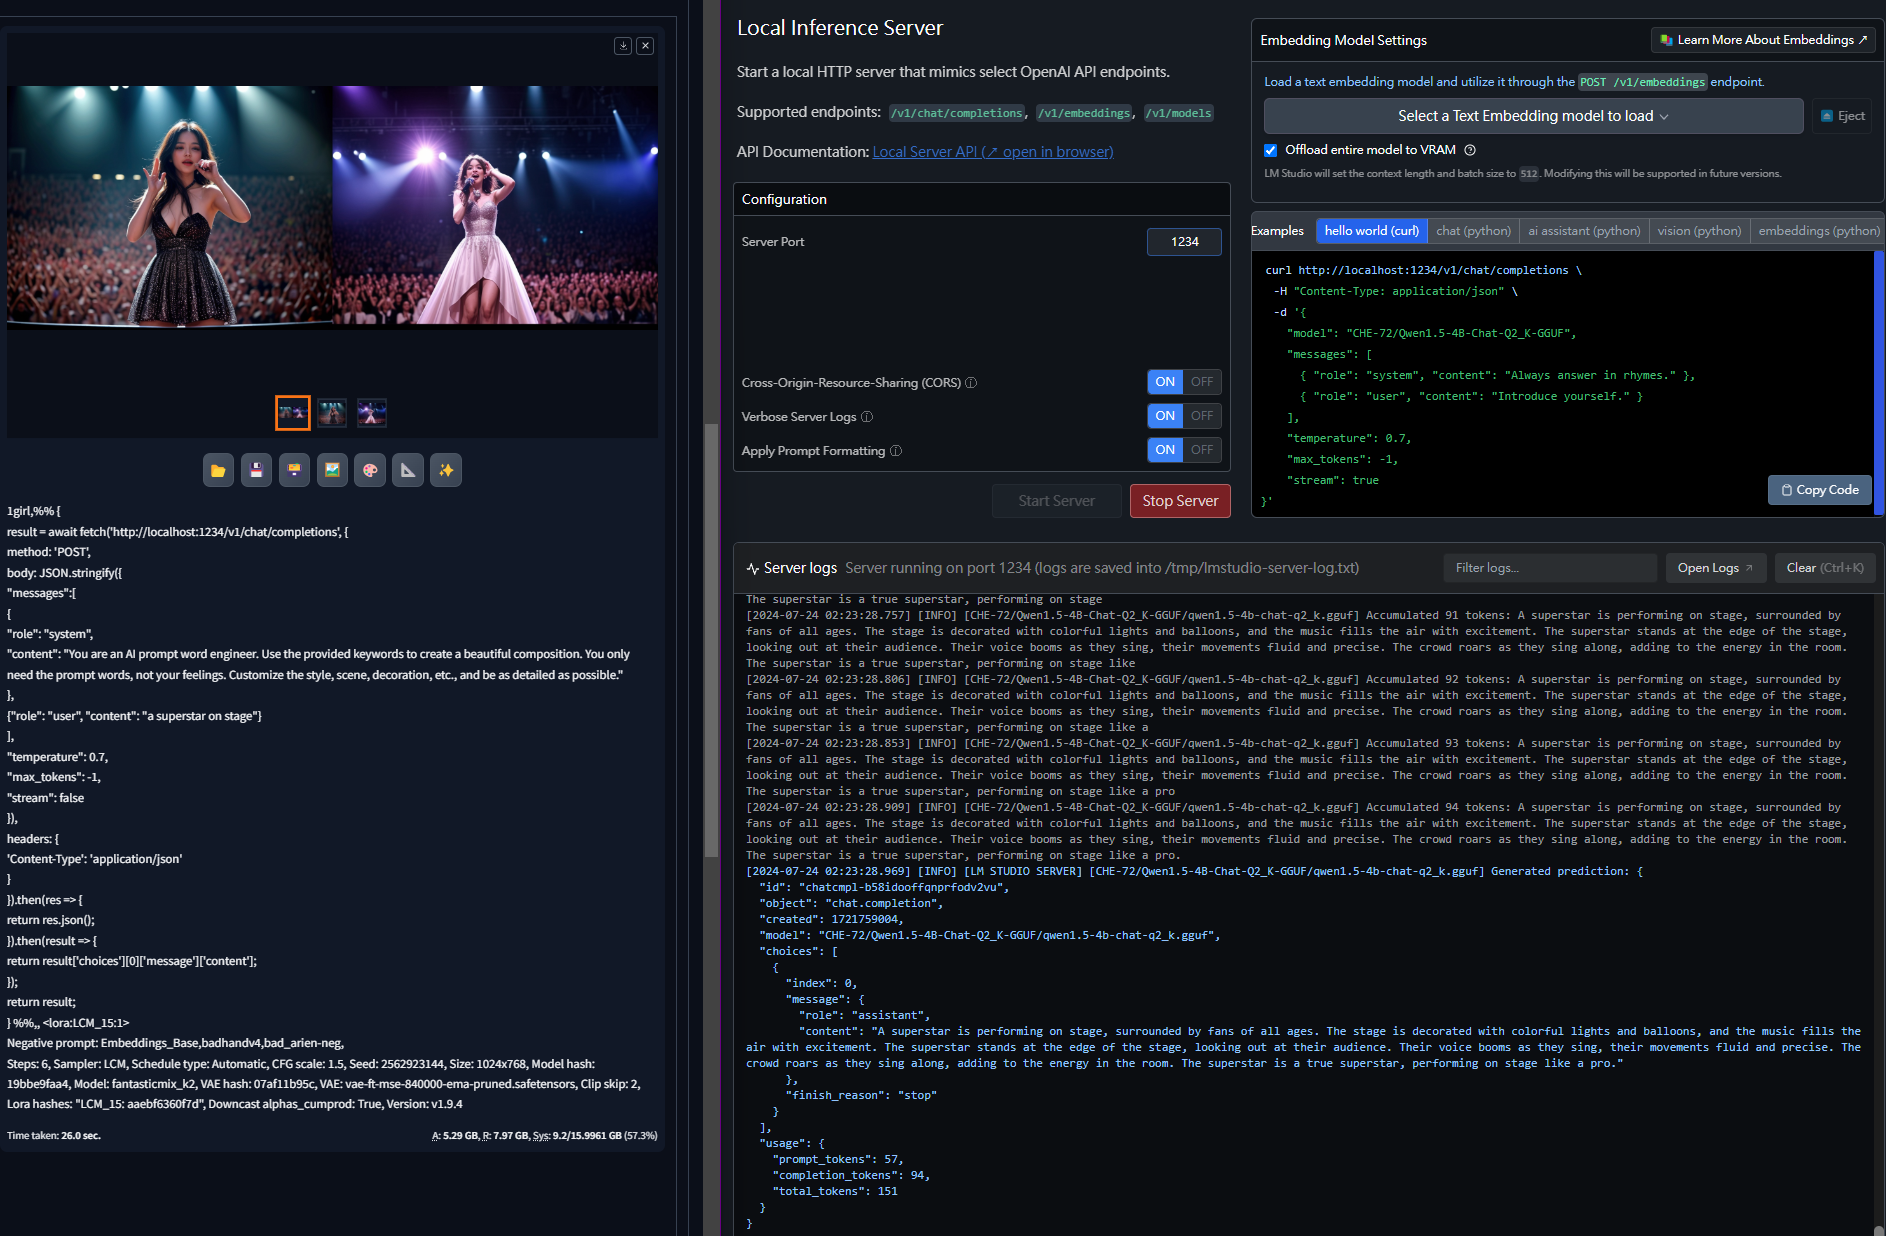 1girl,%% {
result = await fetch('http://localhost:1234/v1/chat/completions', {
method: 'POST',
body: JSON.stringify({
"messages":[
{
"role": "system",
"content": "You are an AI prompt word engineer. Use the provided keywords to create a beautiful composition. You only
need the prompt words, not your feelings. Customize the style, scene, decoration, etc., and be as detailed as possible."
},
{"role": "user", "content": "a superstar on stage"}
],
"temperature": 0.7,
"max_tokens": -1,
"stream": false
}),
headers: {
'Content-Type': 'application/json'
}
}).then(res => {
return res.json();
}).then(result => {
return result['choices'][0]['message']['content'];
});
return result;
} %%,, <lora:LCM_15:1>
Negative prompt: Embeddings_Base,badhandv4,bad_arien-neg,
Steps: 6, Sampler: LCM, Schedule type: Automatic, CFG scale: 1.5, Seed: 2562923144, Size: 1024x768, Model hash:
19bbe9faa4, Model: fantasticmix_k2, VAE hash: 07af11b95c, VAE: vae-ft-mse-840000-ema-pruned.safetensors, Clip skip: 2,
Lora hashes: "LCM_15: aaebf6360f7d", Downcast alphas_cumprod: True, Version: v1.9.4
Time taken: 26.0 sec.
A: 5.29 GB, R: 7.97 GB, Sys: 9.2/15.9961 GB (57.3%)
Local Inference Server
Start a local HTTP server that mimics select OpenAI API endpoints.
Supported endpoints: /v1/chat/completions, /v1/embeddings, /v1/models
API Documentation: Local Server API (↗ open in browser)
Configuration
Server Port 1234
Cross-Origin-Resource-Sharing (CORS) ⓘ ON OFF
Verbose Server Logs ⓘ ON OFF
Apply Prompt Formatting ⓘ ON OFF
Start Server Stop Server
Embedding Model Settings
Learn More About Embeddings ↗
Load a text embedding model and utilize it through the POST /v1/embeddings endpoint.
Select a Text Embedding model to load
Eject
Offload entire model to VRAM
LM Studio will set the context length and batch size to 512. Modifying this will be supported in future versions.
Examples hello world (curl) chat (python) ai assistant (python) vision (python) embeddings (python)
curl http://localhost:1234/v1/chat/completions \
-H "Content-Type: application/json" \
-d '{
"model": "CHE-72/Qwen1.5-4B-Chat-Q2_K-GGUF",
"messages": [
{ "role": "system", "content": "Always answer in rhymes." },
{ "role": "user", "content": "Introduce yourself." }
],
"temperature": 0.7,
"max_tokens": -1,
"stream": true
}'
Copy Code
Server logs Server running on port 1234 (logs are saved into /tmp/lmstudio-server-log.txt)
Filter logs...
Open Logs ↗
Clear (Ctrl+K)
The superstar is a true superstar, performing on stage
[2024-07-24 02:23:28.757] [INFO] [CHE-72/Qwen1.5-4B-Chat-Q2_K-GGUF/qwen1.5-4b-chat-q2_k.gguf] Accumulated 91 tokens: A superstar is performing on stage, surrounded by
fans of all ages. The stage is decorated with colorful lights and balloons, and the music fills the air with excitement. The superstar stands at the edge of the stage,
looking out at their audience. Their voice booms as they sing, their movements fluid and precise. The crowd roars as they sing along, adding to the energy in the room.
The superstar is a true superstar, performing on stage like
[2024-07-24 02:23:28.806] [INFO] [CHE-72/Qwen1.5-4B-Chat-Q2_K-GGUF/qwen1.5-4b-chat-q2_k.gguf] Accumulated 92 tokens: A superstar is performing on stage, surrounded by
fans of all ages. The stage is decorated with colorful lights and balloons, and the music fills the air with excitement. The superstar stands at the edge of the stage,
looking out at their audience. Their voice booms as they sing, their movements fluid and precise. The crowd roars as they sing along, adding to the energy in the room.
The superstar is a true superstar, performing on stage like a
[2024-07-24 02:23:28.853] [INFO] [CHE-72/Qwen1.5-4B-Chat-Q2_K-GGUF/qwen1.5-4b-chat-q2_k.gguf] Accumulated 93 tokens: A superstar is performing on stage, surrounded by
fans of all ages. The stage is decorated with colorful lights and balloons, and the music fills the air with excitement. The superstar stands at the edge of the stage,
looking out at their audience. Their voice booms as they sing, their movements fluid and precise. The crowd roars as they sing along, adding to the energy in the room.
The superstar is a true superstar, performing on stage like a pro
[2024-07-24 02:23:28.909] [INFO] [CHE-72/Qwen1.5-4B-Chat-Q2_K-GGUF/qwen1.5-4b-chat-q2_k.gguf] Accumulated 94 tokens: A superstar is performing on stage, surrounded by
fans of all ages. The stage is decorated with colorful lights and balloons, and the music fills the air with excitement. The superstar stands at the edge of the stage,
looking out at their audience. Their voice booms as they sing, their movements fluid and precise. The crowd roars as they sing along, adding to the energy in the room.
The superstar is a true superstar, performing on stage like a pro.
[2024-07-24 02:23:28.969] [INFO] [LM STUDIO SERVER] [CHE-72/Qwen1.5-4B-Chat-Q2_K-GGUF/qwen1.5-4b-chat-q2_k.gguf] Generated prediction: {
"id": "chatcmpl-b58idooffqnprfodv2vu",
"object": "chat.completion",
"created": 1721759004,
"model": "CHE-72/Qwen1.5-4B-Chat-Q2_K-GGUF/qwen1.5-4b-chat-q2_k.gguf",
"choices": [
{
"index": 0,
"message": {
"role": "assistant",
"content": "A superstar is performing on stage, surrounded by fans of all ages. The stage is decorated with colorful lights and balloons, and the music fills the
air with excitement. The superstar stands at the edge of the stage, looking out at their audience. Their voice booms as they sing, their movements fluid and precise. The
crowd roars as they sing along, adding to the energy in the room. The superstar is a true superstar, performing on stage like a pro."
},
"finish_reason": "stop"
}
],
"usage": {
"prompt_tokens": 57,
"completion_tokens": 94,
"total_tokens": 151
}
}